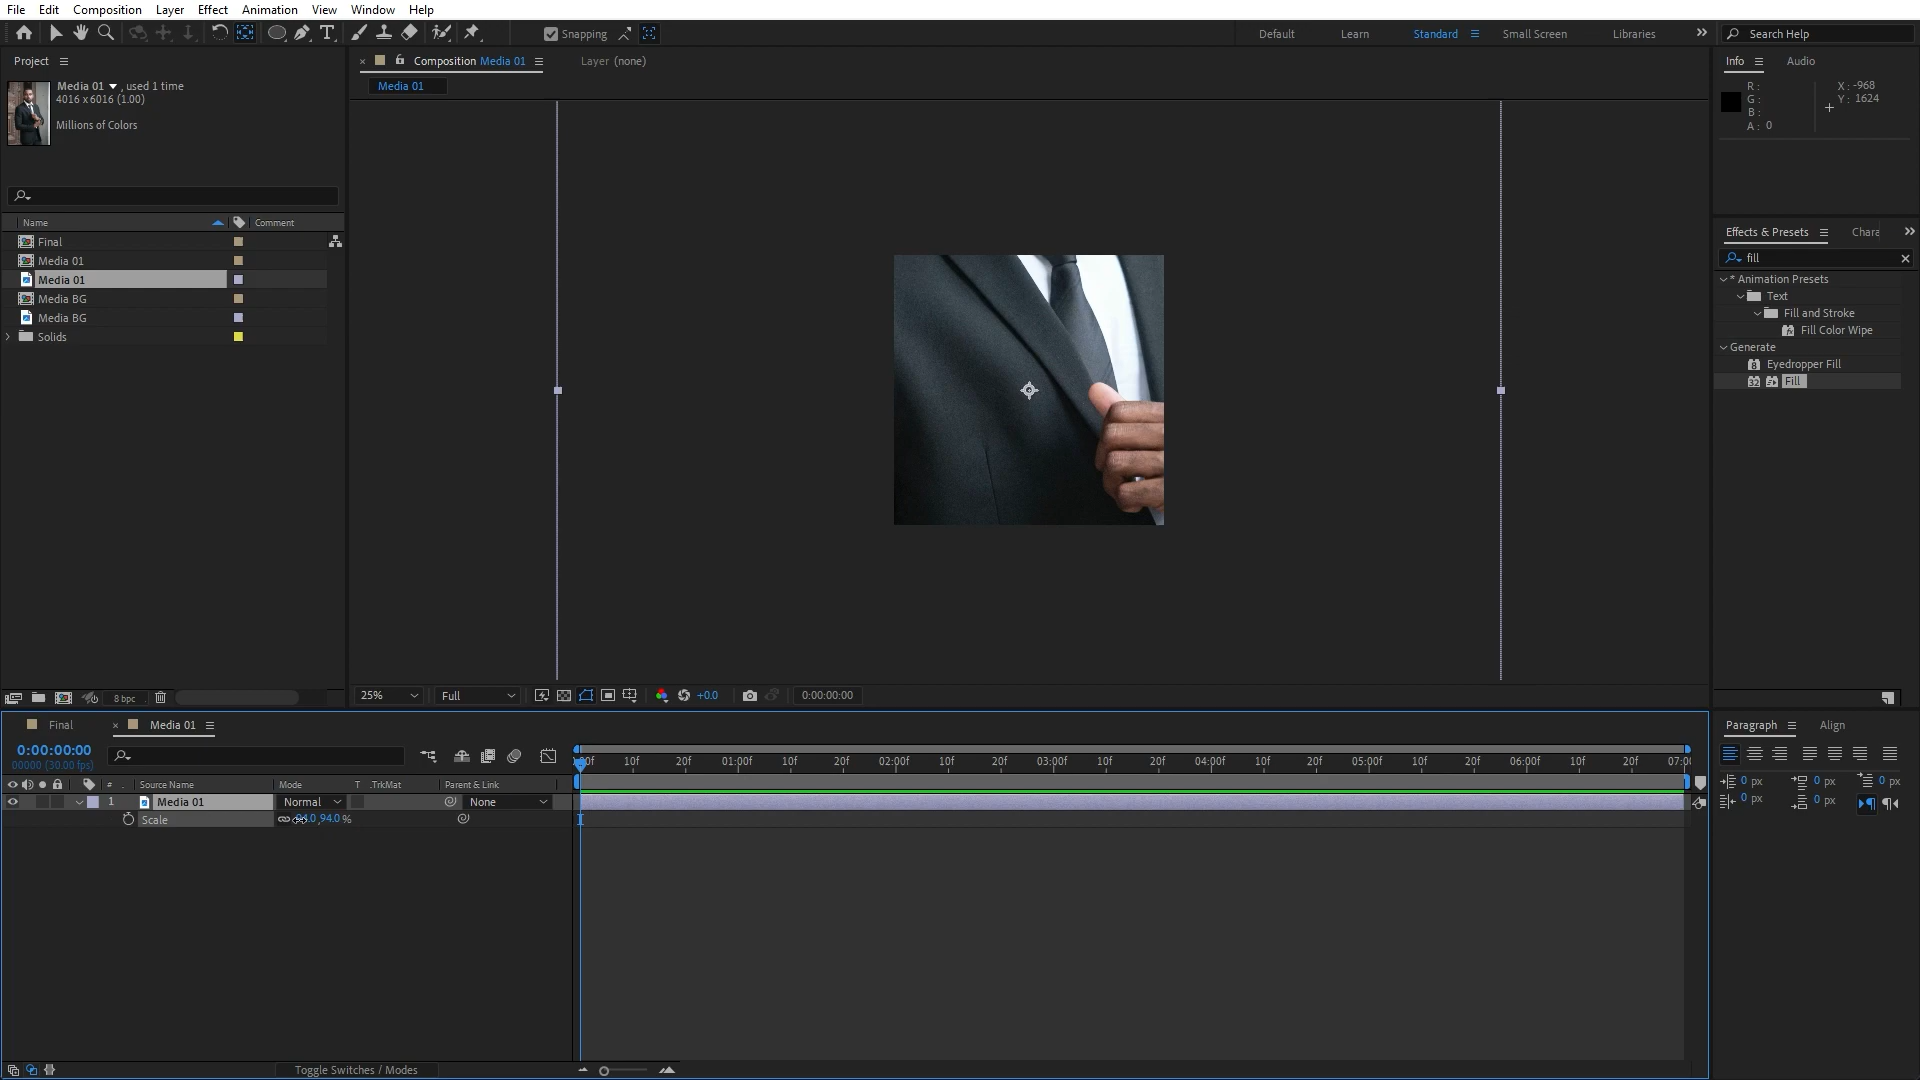 File Edit Composition Layer Effect Animation View Window Help
Snapping
Default Learn Standard Small Screen Libraries
Search Help
Project
Composition Media 01
Layer (none)
Info Audio
Media 01 , used 1 time
4016 x 6016 (1.00)
Millions of Colors
Media 01
R :
G :
B :
A : 0
X : -968
Y : 1624
Name Comment
Final
Media 01
Media 01
Media BG
Media BG
Solids
Effects & Presets
fill
* Animation Presets
Text
Fill and Stroke
Fill Color Wipe
Generate
Eyedropper Fill
Fill
8 bpc
25% Full +0.0 0:00:00:00
Final Media 01
0:00:00:00
00000 (30.00 fps)
10f 20f 01:00f 10f 20f 02:00f 10f 20f 03:00f 10f 20f 04:00f 10f 20f 05:00f 10f 20f 06:00f 10f 20f
# . Source Name Mode T .TrkMat Parent & Link
1 Media 01 Normal None
Scale ,94.0 %
Toggle Switches / Modes
Paragraph Align
0 px 0 px 0 px
0 px 0 px